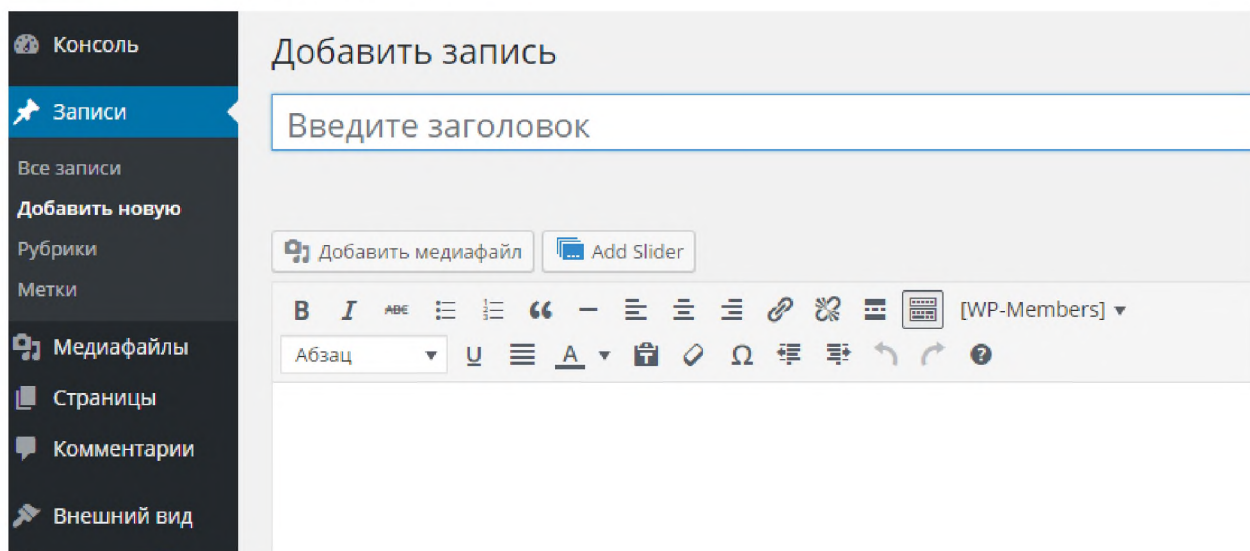 Консоль
Записи
Все записи
Добавить новую
Рубрики
Метки
Медиафайлы
Страницы
Комментарии
Внешний вид
Добавить запись
Введите заголовок
Добавить медиафайл Add Slider
B I ABC [WP-Members]
Абзац U A T Ω ?